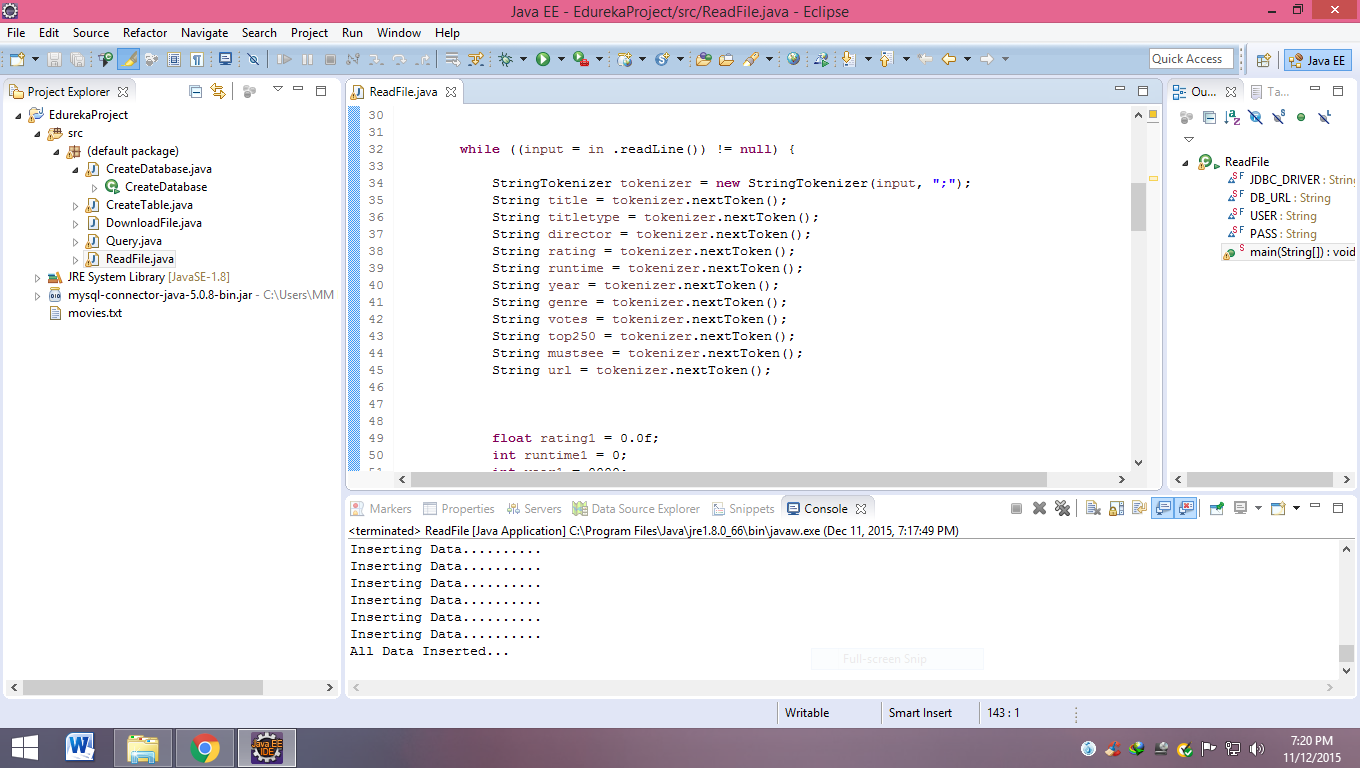 Java EE - EdurekaProject/src/ReadFile.java - Eclipse
File Edit Source Refactor Navigate Search Project Run Window Help
Quick Access
Java EE
Project Explorer
EdurekaProject
src
(default package)
CreateDatabase.java
CreateDatabase
CreateTable.java
DownloadFile.java
Query.java
ReadFile.java
JRE System Library [JavaSE-1.8]
mysql-connector-java-5.0.8-bin.jar - C:\Users\MM
movies.txt
ReadFile.java
30
31
32 while ((input = in .readLine()) != null) {
33
34 StringTokenizer tokenizer = new StringTokenizer(input, ";");
35 String title = tokenizer.nextToken();
36 String titletype = tokenizer.nextToken();
37 String director = tokenizer.nextToken();
38 String rating = tokenizer.nextToken();
39 String runtime = tokenizer.nextToken();
40 String year = tokenizer.nextToken();
41 String genre = tokenizer.nextToken();
42 String votes = tokenizer.nextToken();
43 String top250 = tokenizer.nextToken();
44 String mustsee = tokenizer.nextToken();
45 String url = tokenizer.nextToken();
46
47
48
49 float rating1 = 0.0f;
50 int runtime1 = 0;
Ou...
Ta...
ReadFile
JDBC_DRIVER : String
DB_URL : String
USER : String
PASS : String
main(String[]) : void
Markers Properties Servers Data Source Explorer Snippets Console
<terminated> ReadFile [Java Application] C:\Program Files\Java\jre1.8.0_66\bin\javaw.exe (Dec 11, 2015, 7:17:49 PM)
Inserting Data..........
Inserting Data..........
Inserting Data..........
Inserting Data..........
Inserting Data..........
Inserting Data..........
All Data Inserted...
Full-screen Snip
Writable Smart Insert 143 : 1
Java EE
IDE
7:20 PM
11/12/2015